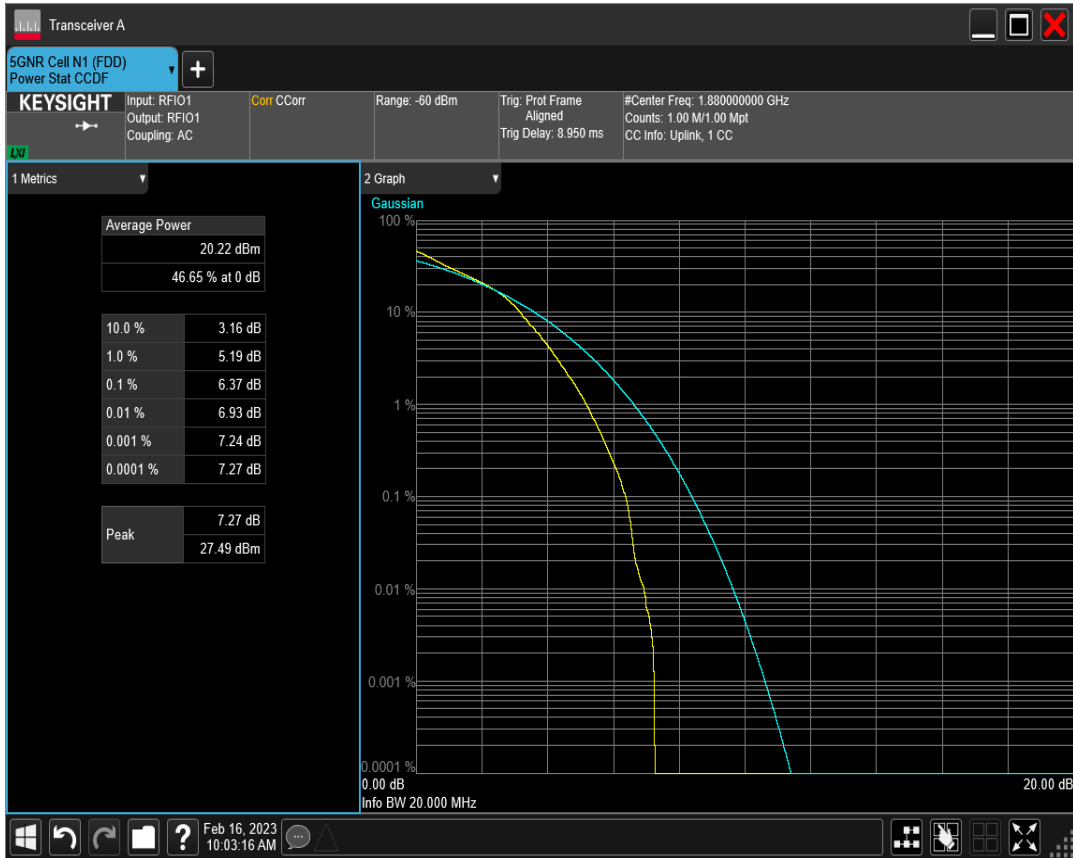 Transceiver A
5GNR Cell N1 (FDD)
Power Stat CCDF
KEYSIGHT
LXI
Input: RFIO1
Output: RFIO1
Coupling: AC
Corr CCorr
Range: -60 dBm
Trig: Prot Frame
Aligned
Trig Delay: 8.950 ms
#Center Freq: 1.880000000 GHz
Counts: 1.00 M/1.00 Mpt
CC Info: Uplink, 1 CC
1 Metrics
Average Power
20.22 dBm
46.65 % at 0 dB
10.0 % 3.16 dB
1.0 % 5.19 dB
0.1 % 6.37 dB
0.01 % 6.93 dB
0.001 % 7.24 dB
0.0001 % 7.27 dB
Peak
7.27 dB
27.49 dBm
2 Graph
Gaussian
100 %
10 %
1 %
0.1 %
0.01 %
0.001 %
0.0001 %
0.00 dB 20.00 dB
Info BW 20.000 MHz
Feb 16, 2023
10:03:16 AM